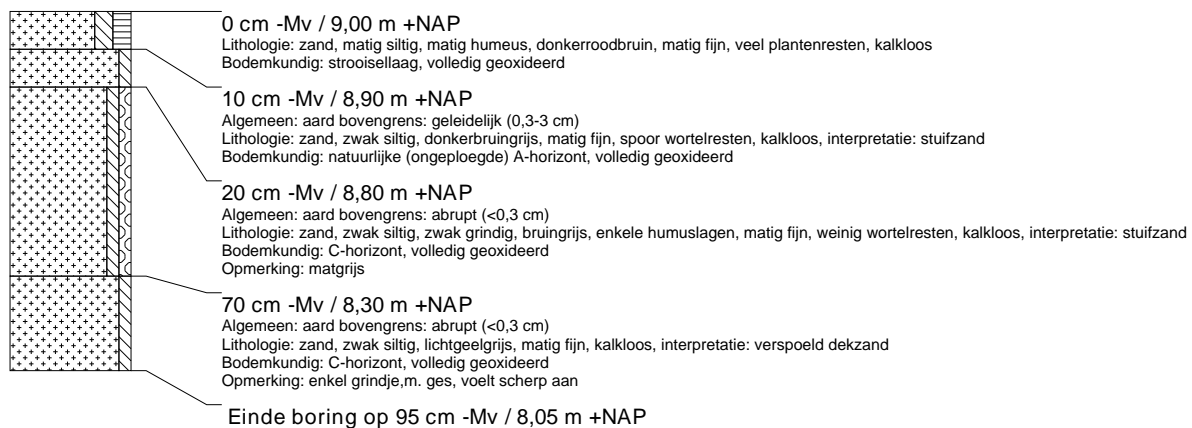 0 cm -Mv / 9,00 m +NAP
Lithologie: zand, matig siltig, matig humeus, donkerroodbruin, matig fijn, veel plantenresten, kalkloos
Bodemkundig: strooisellaag, volledig geoxideerd
10 cm -Mv / 8,90 m +NAP
Algemeen: aard bovengrens: geleidelijk (0,3-3 cm)
Lithologie: zand, zwak siltig, donkerbruingrijs, matig fijn, spoor wortelresten, kalkloos, interpretatie: stuifzand
Bodemkundig: natuurlijke (ongeploegde) A-horizont, volledig geoxideerd
20 cm -Mv / 8,80 m +NAP
Algemeen: aard bovengrens: abrupt (<0,3 cm)
Lithologie: zand, zwak siltig, zwak grindig, bruingrijs, enkele humuslagen, matig fijn, weinig wortelresten, kalkloos, interpretatie: stuifzand
Bodemkundig: C-horizont, volledig geoxideerd
Opmerking: matgrijs
70 cm -Mv / 8,30 m +NAP
Algemeen: aard bovengrens: abrupt (<0,3 cm)
Lithologie: zand, zwak siltig, lichtgeelgrijs, matig fijn, kalkloos, interpretatie: verspoeld dekzand
Bodemkundig: C-horizont, volledig geoxideerd
Opmerking: enkel grindje,m. ges, voelt scherp aan
Einde boring op 95 cm -Mv / 8,05 m +NAP